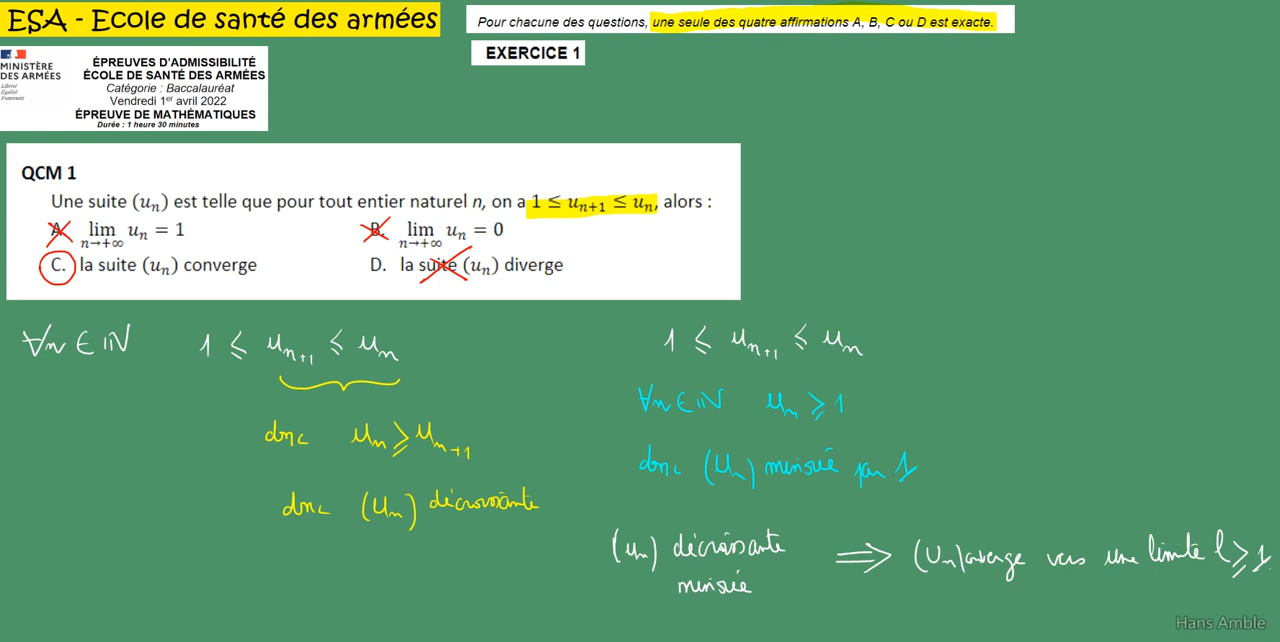 ESA - Ecole de santé des armées
Pour chacune des questions, une seule des quatre affirmations A, B, C ou D est exacte.
EXERCICE 1
MINISTÈRE
DES ARMÉES
Liberté
Égalité
Fraternité
ÉPREUVES D'ADMISSIBILITÉ
ÉCOLE DE SANTÉ DES ARMÉES
Catégorie : Baccalauréat
Vendredi 1er avril 2022
ÉPREUVE DE MATHÉMATIQUES
Durée : 1 heure 30 minutes
QCM 1
Une suite (uₙ) est telle que pour tout entier naturel n, on a 1 ≤ uₙ₊₁ ≤ uₙ, alors :
A. lim n→+∞ uₙ = 1
B. lim n→+∞ uₙ = 0
C. la suite (uₙ) converge
D. la suite (uₙ) diverge
∀n ∈ ℕ 1 ≤ uₙ₊₁ ≤ uₙ
donc uₙ ≥ uₙ₊₁
donc (uₙ) décroissante
1 ≤ uₙ₊₁ ≤ uₙ
∀n ∈ ℕ uₙ ≥ 1
donc (uₙ) minorée par 1
(uₙ) décroissante ⟹ (uₙ) converge vers une limite l ≥ 1
minorée
Hans Amble